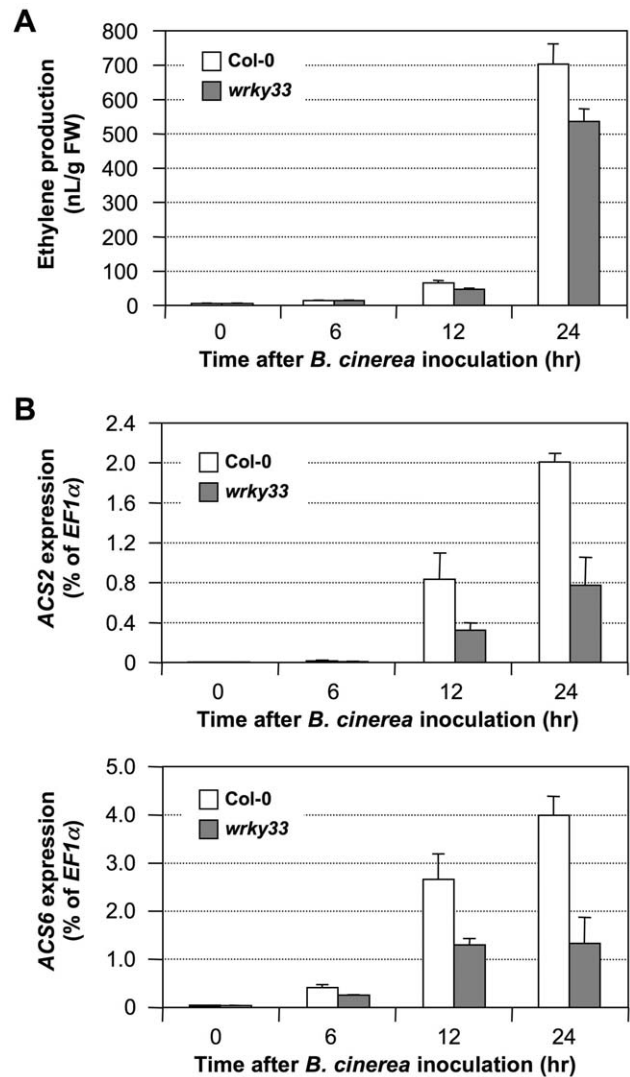 A
Ethylene production
(nL/g FW)
800
700
600
500
400
300
200
100
0
Col-0
wrky33
0 6 12 24
Time after B. cinerea inoculation (hr)
B
ACS2 expression
(% of EF1α)
2.4
2.0
1.6
1.2
0.8
0.4
0
Col-0
wrky33
0 6 12 24
Time after B. cinerea inoculation (hr)
ACS6 expression
(% of EF1α)
5.0
4.0
3.0
2.0
1.0
0
Col-0
wrky33
0 6 12 24
Time after B. cinerea inoculation (hr)